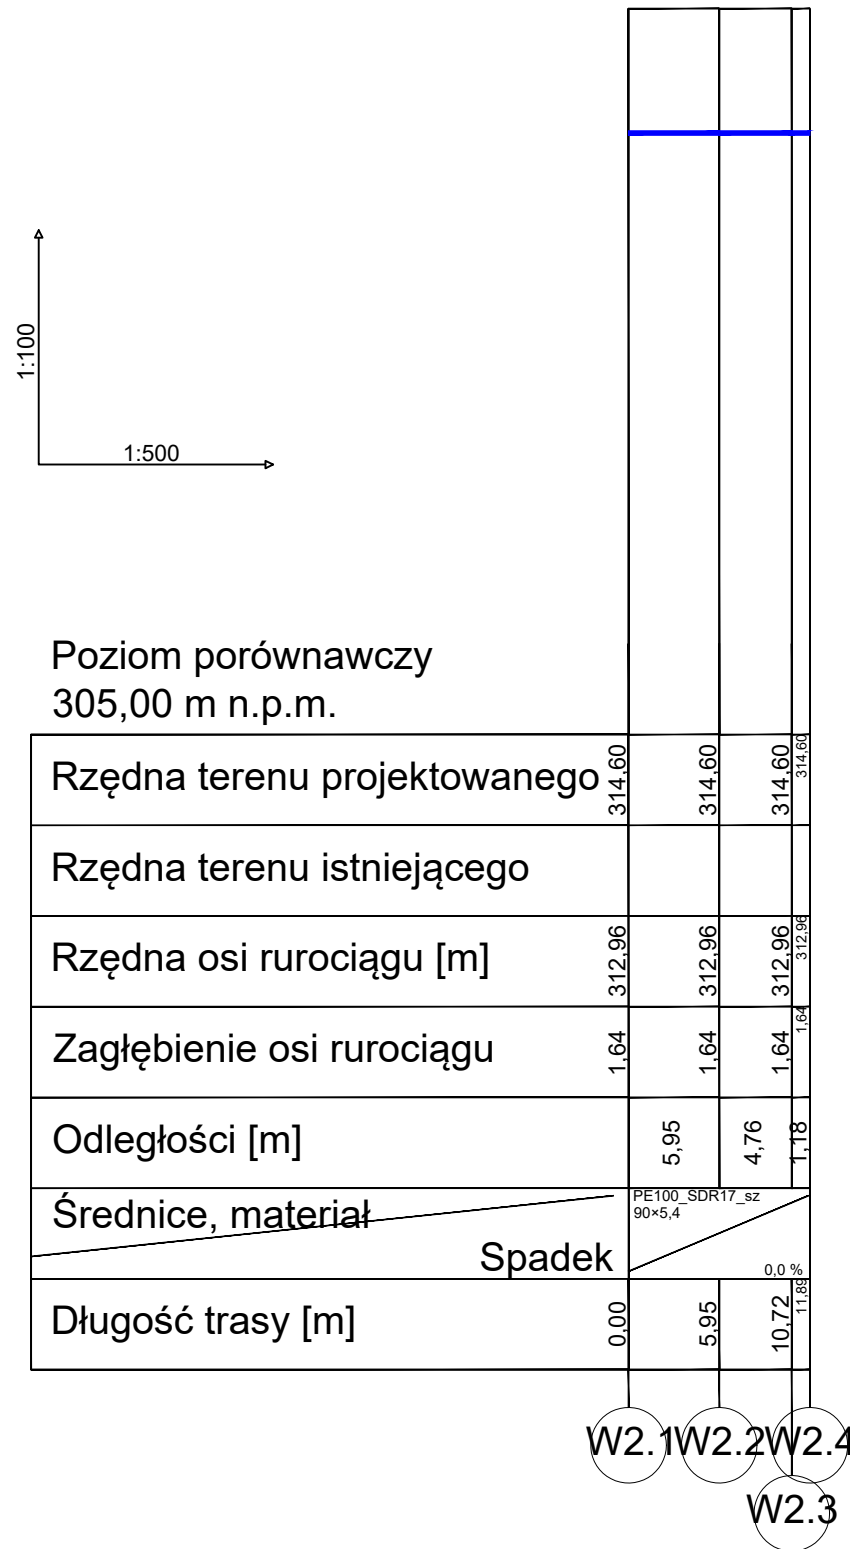 1:100
1:500
Poziom porównawczy
305,00 m n.p.m.
Rzędna terenu projektowanego 314,60 314,60 314,60 314,60
Rzędna terenu istniejącego
Rzędna osi rurociągu [m] 312,96 312,96 312,96 312,96
Zagłębienie osi rurociągu 1,64 1,64 1,64 1,64
Odległości [m] 5,95 4,76 1,18
Średnice, materiał PE100_SDR17_sz
90×5,4
Spadek 0,0 %
Długość trasy [m] 0,00 5,95 10,72 11,89
W2.1 W2.2 W2.4
W2.3